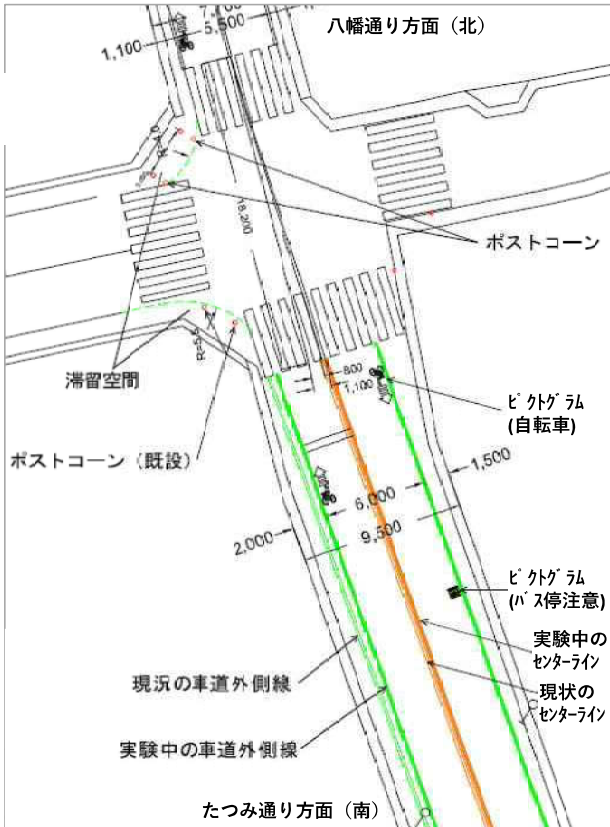 八幡通り方面（北）
1,100
5,500
18,200
ポストコーン
滞留空間
800
1,100
ﾋﾟｸﾄｸﾞﾗﾑ
(自転車)
ポストコーン（既設）
1,500
6,000
2,000
9,500
ﾋﾟｸﾄｸﾞﾗﾑ
(ﾊﾞｽ停注意)
実験中の
ｾﾝﾀｰﾗｲﾝ
現況の車道外側線
現状の
ｾﾝﾀｰﾗｲﾝ
実験中の車道外側線
たつみ通り方面（南）